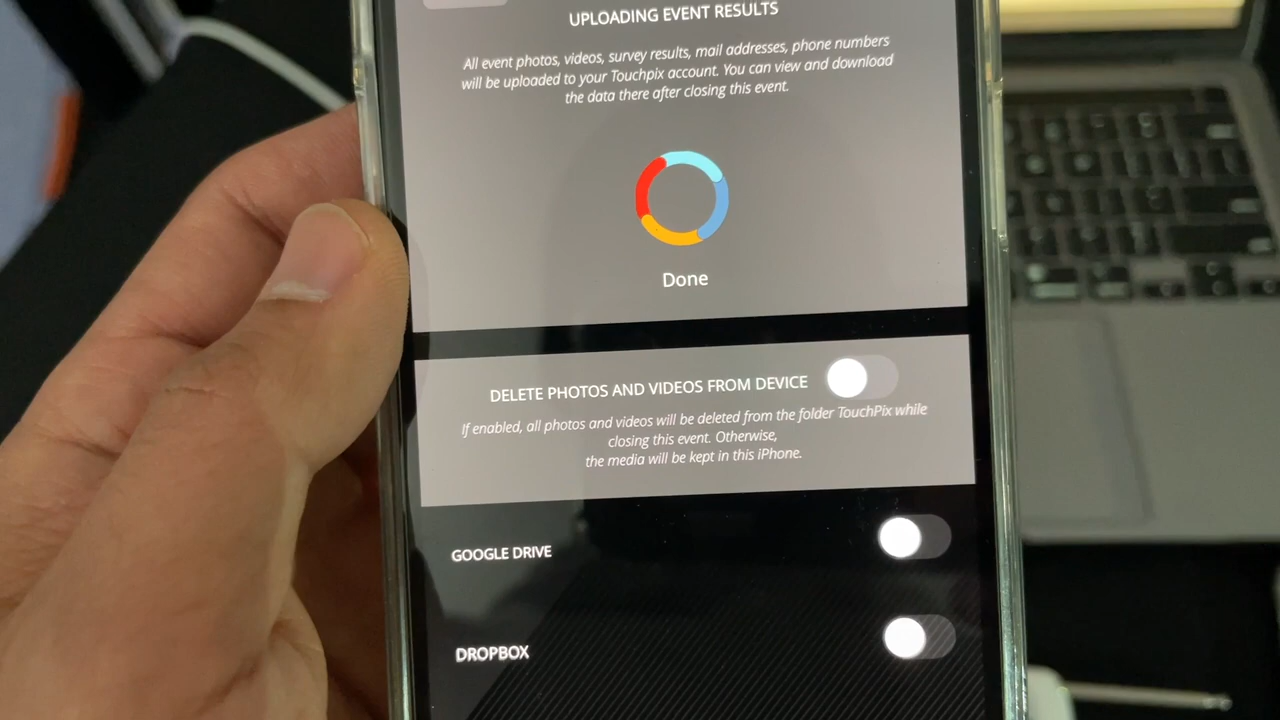 UPLOADING EVENT RESULTS
All event photos, videos, survey results, mail addresses, phone numbers
will be uploaded to your Touchpix account. You can view and download
the data there after closing this event.
Done
DELETE PHOTOS AND VIDEOS FROM DEVICE
If enabled, all photos and videos will be deleted from the folder TouchPix while
closing this event. Otherwise,
the media will be kept in this iPhone.
GOOGLE DRIVE
DROPBOX